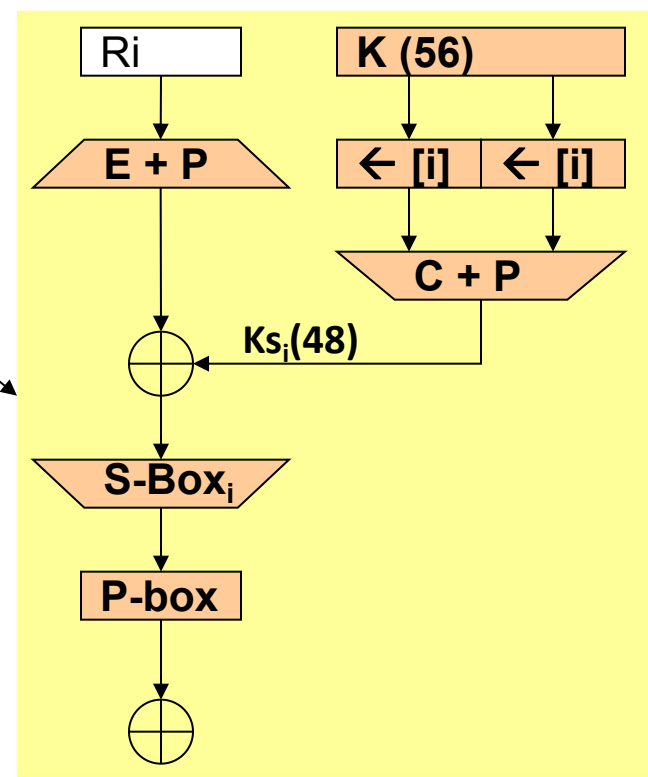 Ri
K (56)
E + P
← [i]
← [i]
C + P
Ksᵢ(48)
S-Boxᵢ
P-box